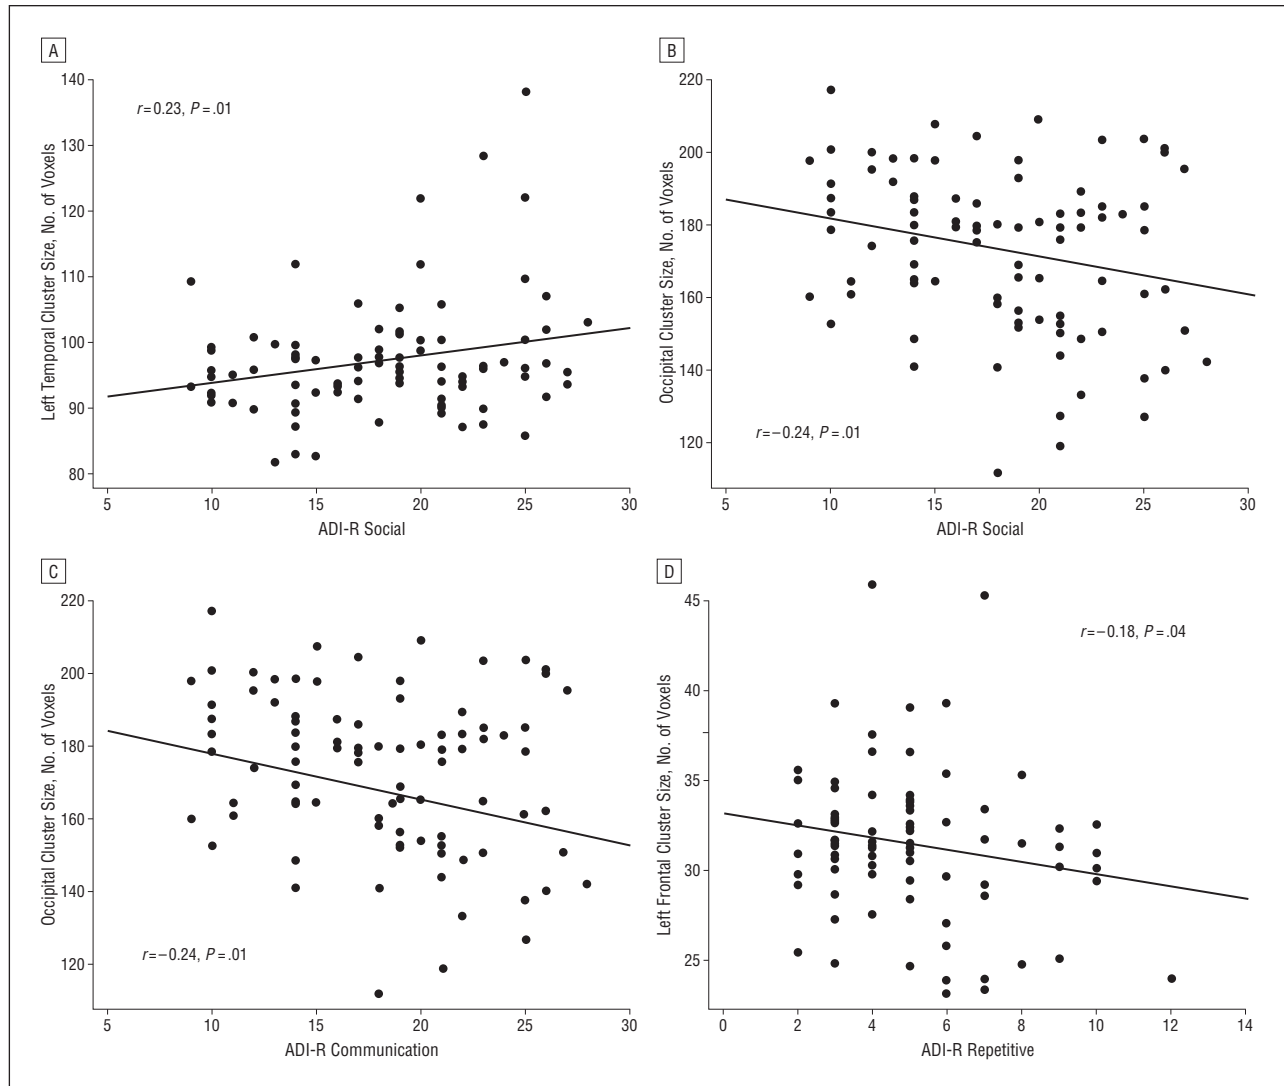 A
140
130
120
110
100
90
80
Left Temporal Cluster Size, No. of Voxels
r=0.23, P=.01
5 10 15 20 25 30
ADI-R Social
B
220
200
180
160
140
120
Occipital Cluster Size, No. of Voxels
r=−0.24, P=.01
5 10 15 20 25 30
ADI-R Social
C
220
200
180
160
140
120
Occipital Cluster Size, No. of Voxels
r=−0.24, P=.01
5 10 15 20 25 30
ADI-R Communication
D
45
40
35
30
25
Left Frontal Cluster Size, No. of Voxels
r=−0.18, P=.04
0 2 4 6 8 10 12 14
ADI-R Repetitive